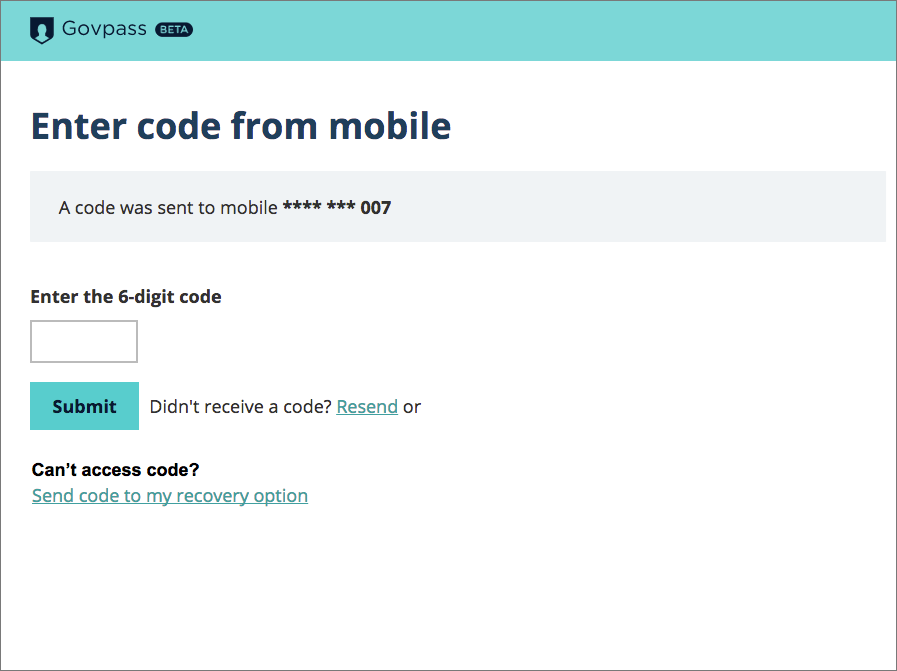 Govpass BETA
Enter code from mobile
A code was sent to mobile **** *** 007
Enter the 6-digit code
Submit Didn't receive a code? Resend or
Can’t access code?
Send code to my recovery option